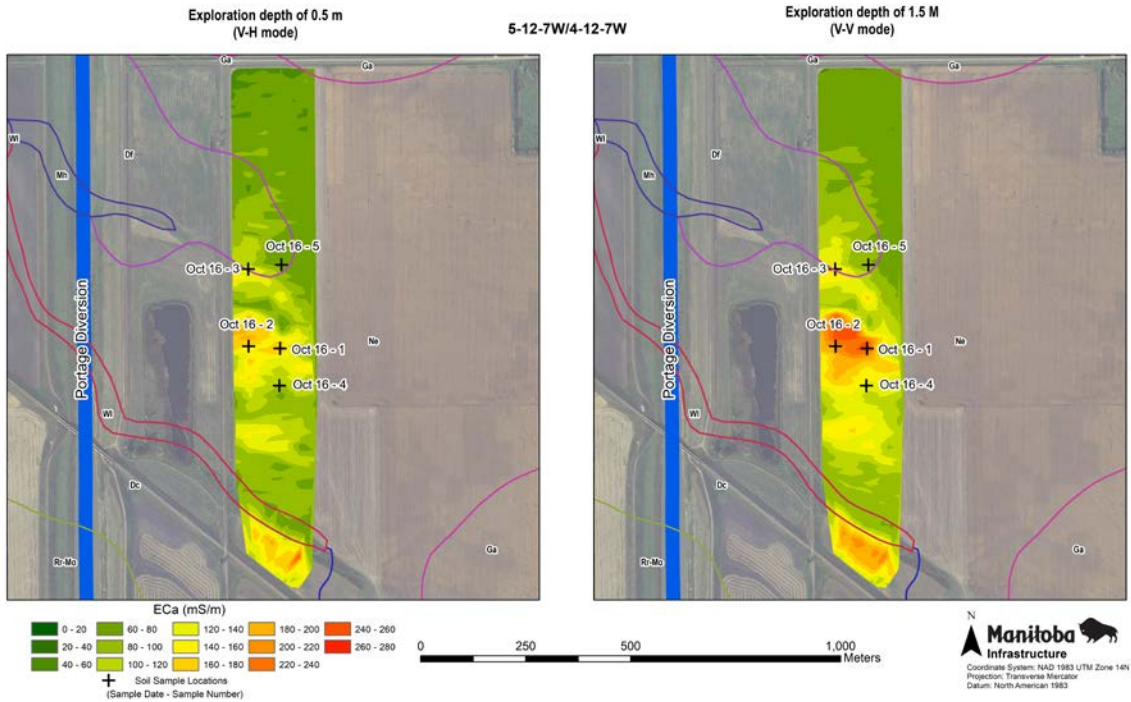 Exploration depth of 0.5 m
(V-H mode)
5-12-7W/4-12-7W
Exploration depth of 1.5 M
(V-V mode)
Ga
Ga
Wl
Df
Mh
Oct 16 - 5
Oct 16 - 3
Oct 16 - 2
Oct 16 - 1
Ne
Oct 16 - 4
Portage Diversion
Wl
Dc
Rr-Mo
Ga
Ga
Ga
Wl
Df
Mh
Oct 16 - 5
Oct 16 - 3
Oct 16 - 2
Oct 16 - 1
Ne
Oct 16 - 4
Portage Diversion
Wl
Dc
Rr-Mo
Ga
ECa (mS/m)
0 - 20 60 - 80 120 - 140 180 - 200 240 - 260
20 - 40 80 - 100 140 - 160 200 - 220 260 - 280
40 - 60 100 - 120 160 - 180 220 - 240
Soil Sample Locations
(Sample Date - Sample Number)
0 250 500 1,000
Meters
N
Manitoba
Infrastructure
Coordinate System: NAD 1983 UTM Zone 14N
Projection: Transverse Mercator
Datum: North American 1983